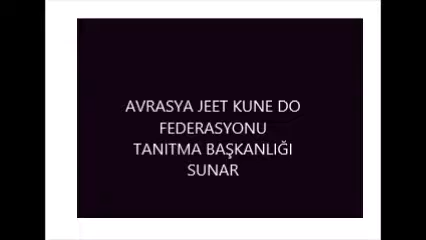 AVRASYA JEET KUNE DO
FEDERASYONU
TANITMA BAŞKANLIĞI
SUNAR